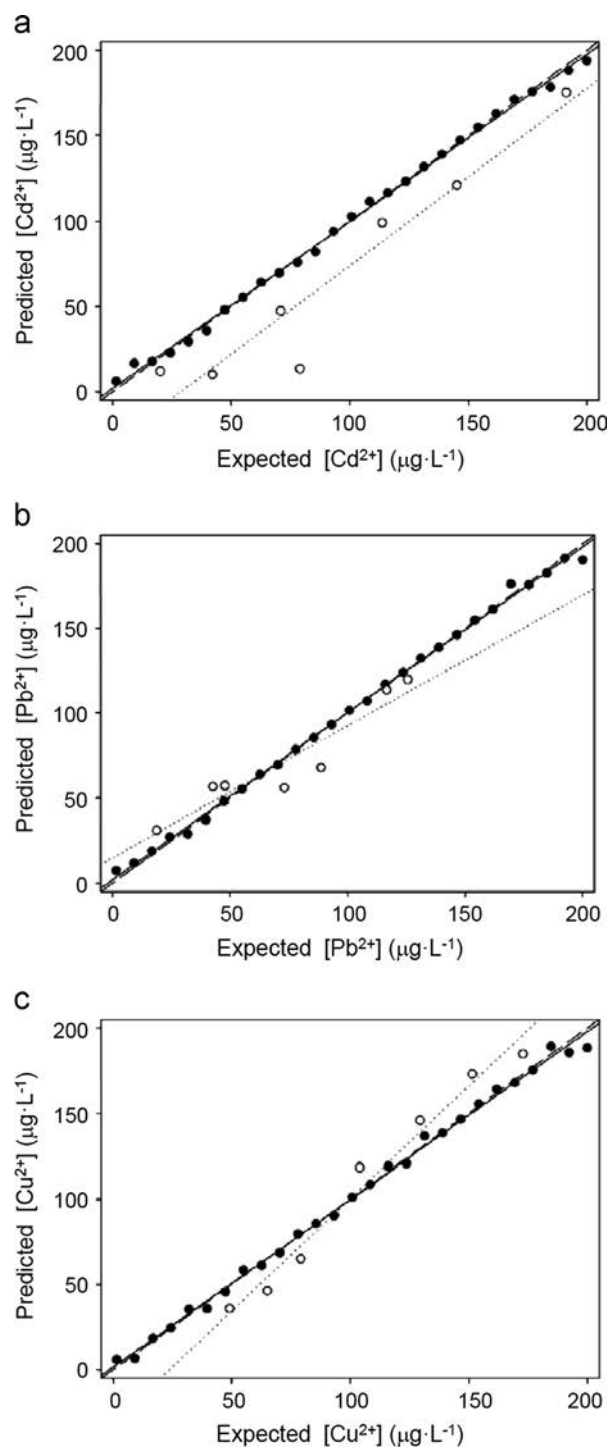 a
200
150
100
50
0
Predicted [Cd²⁺] (µg·L⁻¹)
0 50 100 150 200
Expected [Cd²⁺] (µg·L⁻¹)
b
200
150
100
50
0
Predicted [Pb²⁺] (µg·L⁻¹)
0 50 100 150 200
Expected [Pb²⁺] (µg·L⁻¹)
c
200
150
100
50
0
Predicted [Cu²⁺] (µg·L⁻¹)
0 50 100 150 200
Expected [Cu²⁺] (µg·L⁻¹)